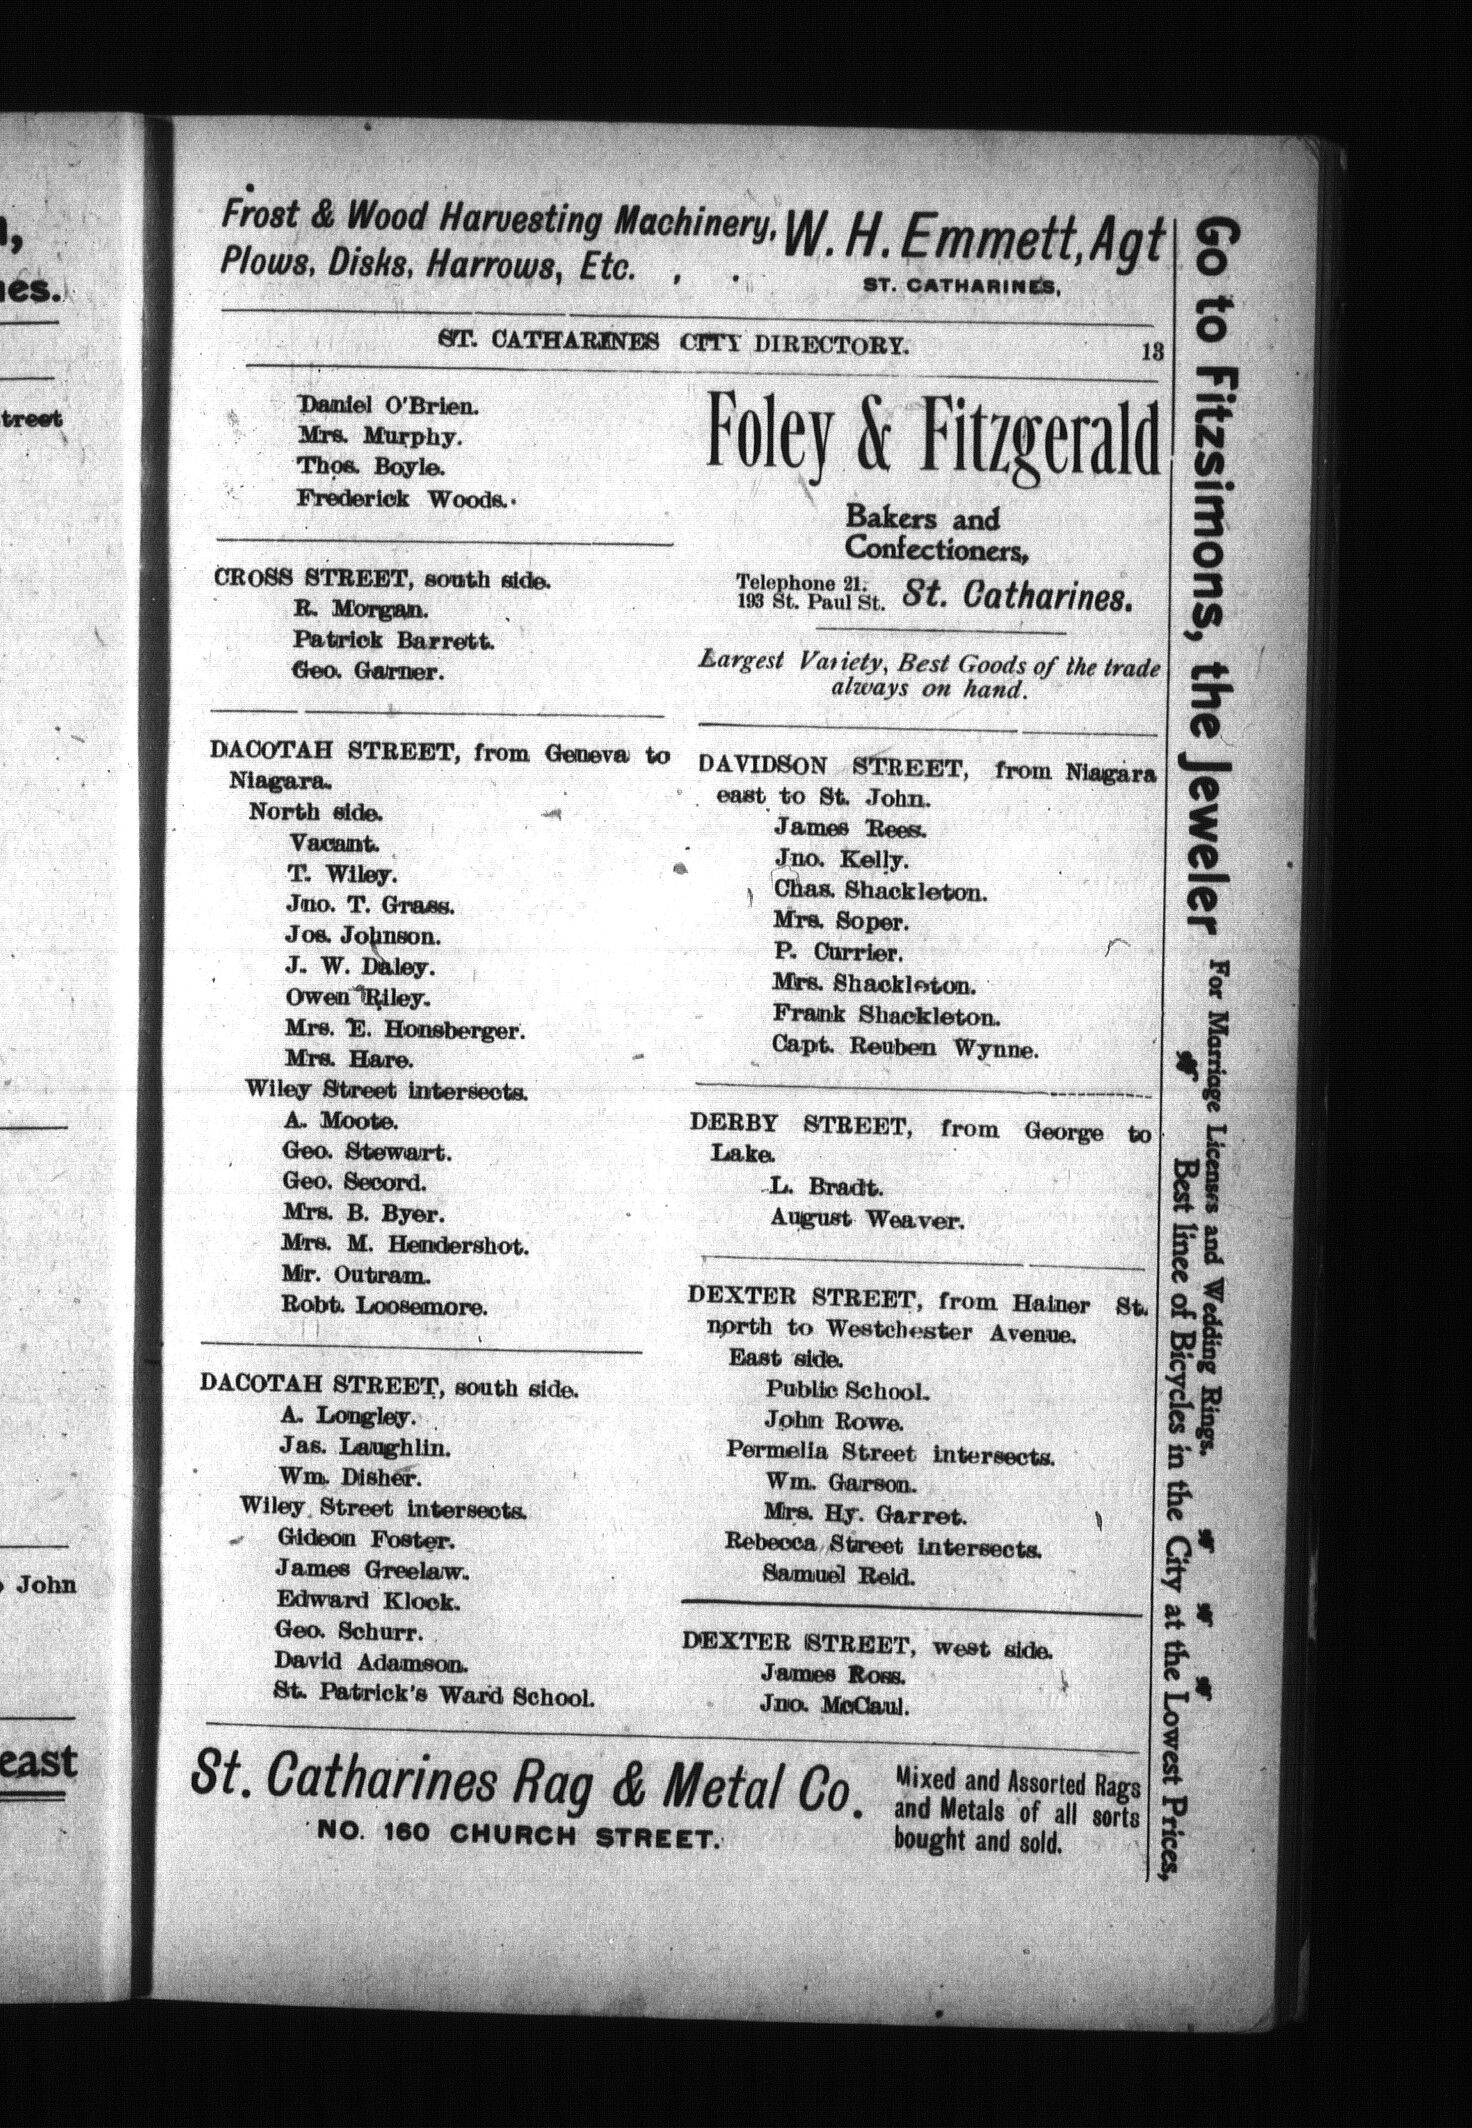 Frost & Wood Harvesting Machinery,
Plows, Disks, Harrows, Etc. , .
W. H. Emmett, Agt
ST. CATHARINES,
ST. CATHARINES CITY DIRECTORY. 13
Daniel O'Brien.
Mrs. Murphy.
Thos. Boyle.
Frederick Woods.
CROSS STREET, south side.
R. Morgan.
Patrick Barrett.
Geo. Garner.
DACOTAH STREET, from Geneva to
Niagara.
North side.
Vacant.
T. Wiley.
Jno. T. Grass.
Jos. Johnson.
J. W. Daley.
Owen Riley.
Mrs. E. Honsberger.
Mrs. Hare.
Wiley Street intersects.
A. Moote.
Geo. Stewart.
Geo. Secord.
Mrs. B. Byer.
Mrs. M. Hendershot.
Mr. Outram.
Robt. Loosemore.
DACOTAH STREET, south side.
A. Longley.
Jas. Laughlin.
Wm. Disher.
Wiley Street intersects.
Gideon Foster.
James Greelaw.
Edward Klock.
Geo. Schurr.
David Adamson.
St. Patrick's Ward School.
Foley & Fitzgerald
Bakers and
Confectioners,
Telephone 21.
193 St. Paul St.
St. Catharines.
Largest Variety, Best Goods of the trade
always on hand.
DAVIDSON STREET, from Niagara
east to St. John.
James Rees.
Jno. Kelly.
Chas. Shackleton.
Mrs. Soper.
P. Currier.
Mrs. Shackleton.
Frank Shackleton.
Capt. Reuben Wynne.
DERBY STREET, from George to
Lake.
L. Bradt.
August Weaver.
DEXTER STREET, from Hainer St.
north to Westchester Avenue.
East side.
Public School.
John Rowe.
Permelia Street intersects.
Wm. Garson.
Mrs. Hy. Garret.
Rebecca Street intersects.
Samuel Reid.
DEXTER STREET, west side.
James Ross.
Jno. McCaul.
St. Catharines Rag & Metal Co.
NO. 160 CHURCH STREET.
Mixed and Assorted Rags
and Metals of all sorts
bought and sold.
Go to Fitzsimons, the Jeweler
For Marriage Licenses and Wedding Rings.
Best linee of Bicycles in the City at the Lowest Prices,
es.
treet
John
east